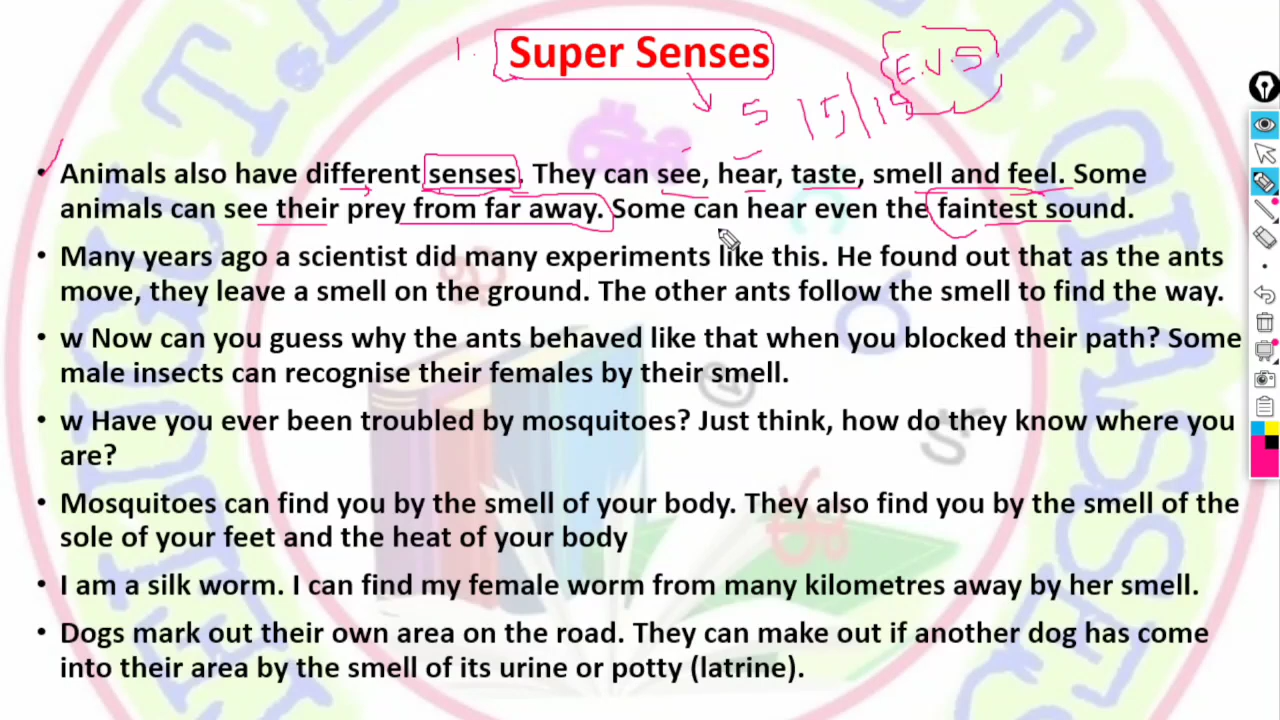 1. Super Senses
E.V.S
5 15/15
• Animals also have different senses. They can see, hear, taste, smell and feel. Some
animals can see their prey from far away. Some can hear even the faintest sound.
• Many years ago a scientist did many experiments like this. He found out that as the ants
move, they leave a smell on the ground. The other ants follow the smell to find the way.
• w Now can you guess why the ants behaved like that when you blocked their path? Some
male insects can recognise their females by their smell.
• w Have you ever been troubled by mosquitoes? Just think, how do they know where you
are?
• Mosquitoes can find you by the smell of your body. They also find you by the smell of the
sole of your feet and the heat of your body
• I am a silk worm. I can find my female worm from many kilometres away by her smell.
• Dogs mark out their own area on the road. They can make out if another dog has come
into their area by the smell of its urine or potty (latrine).